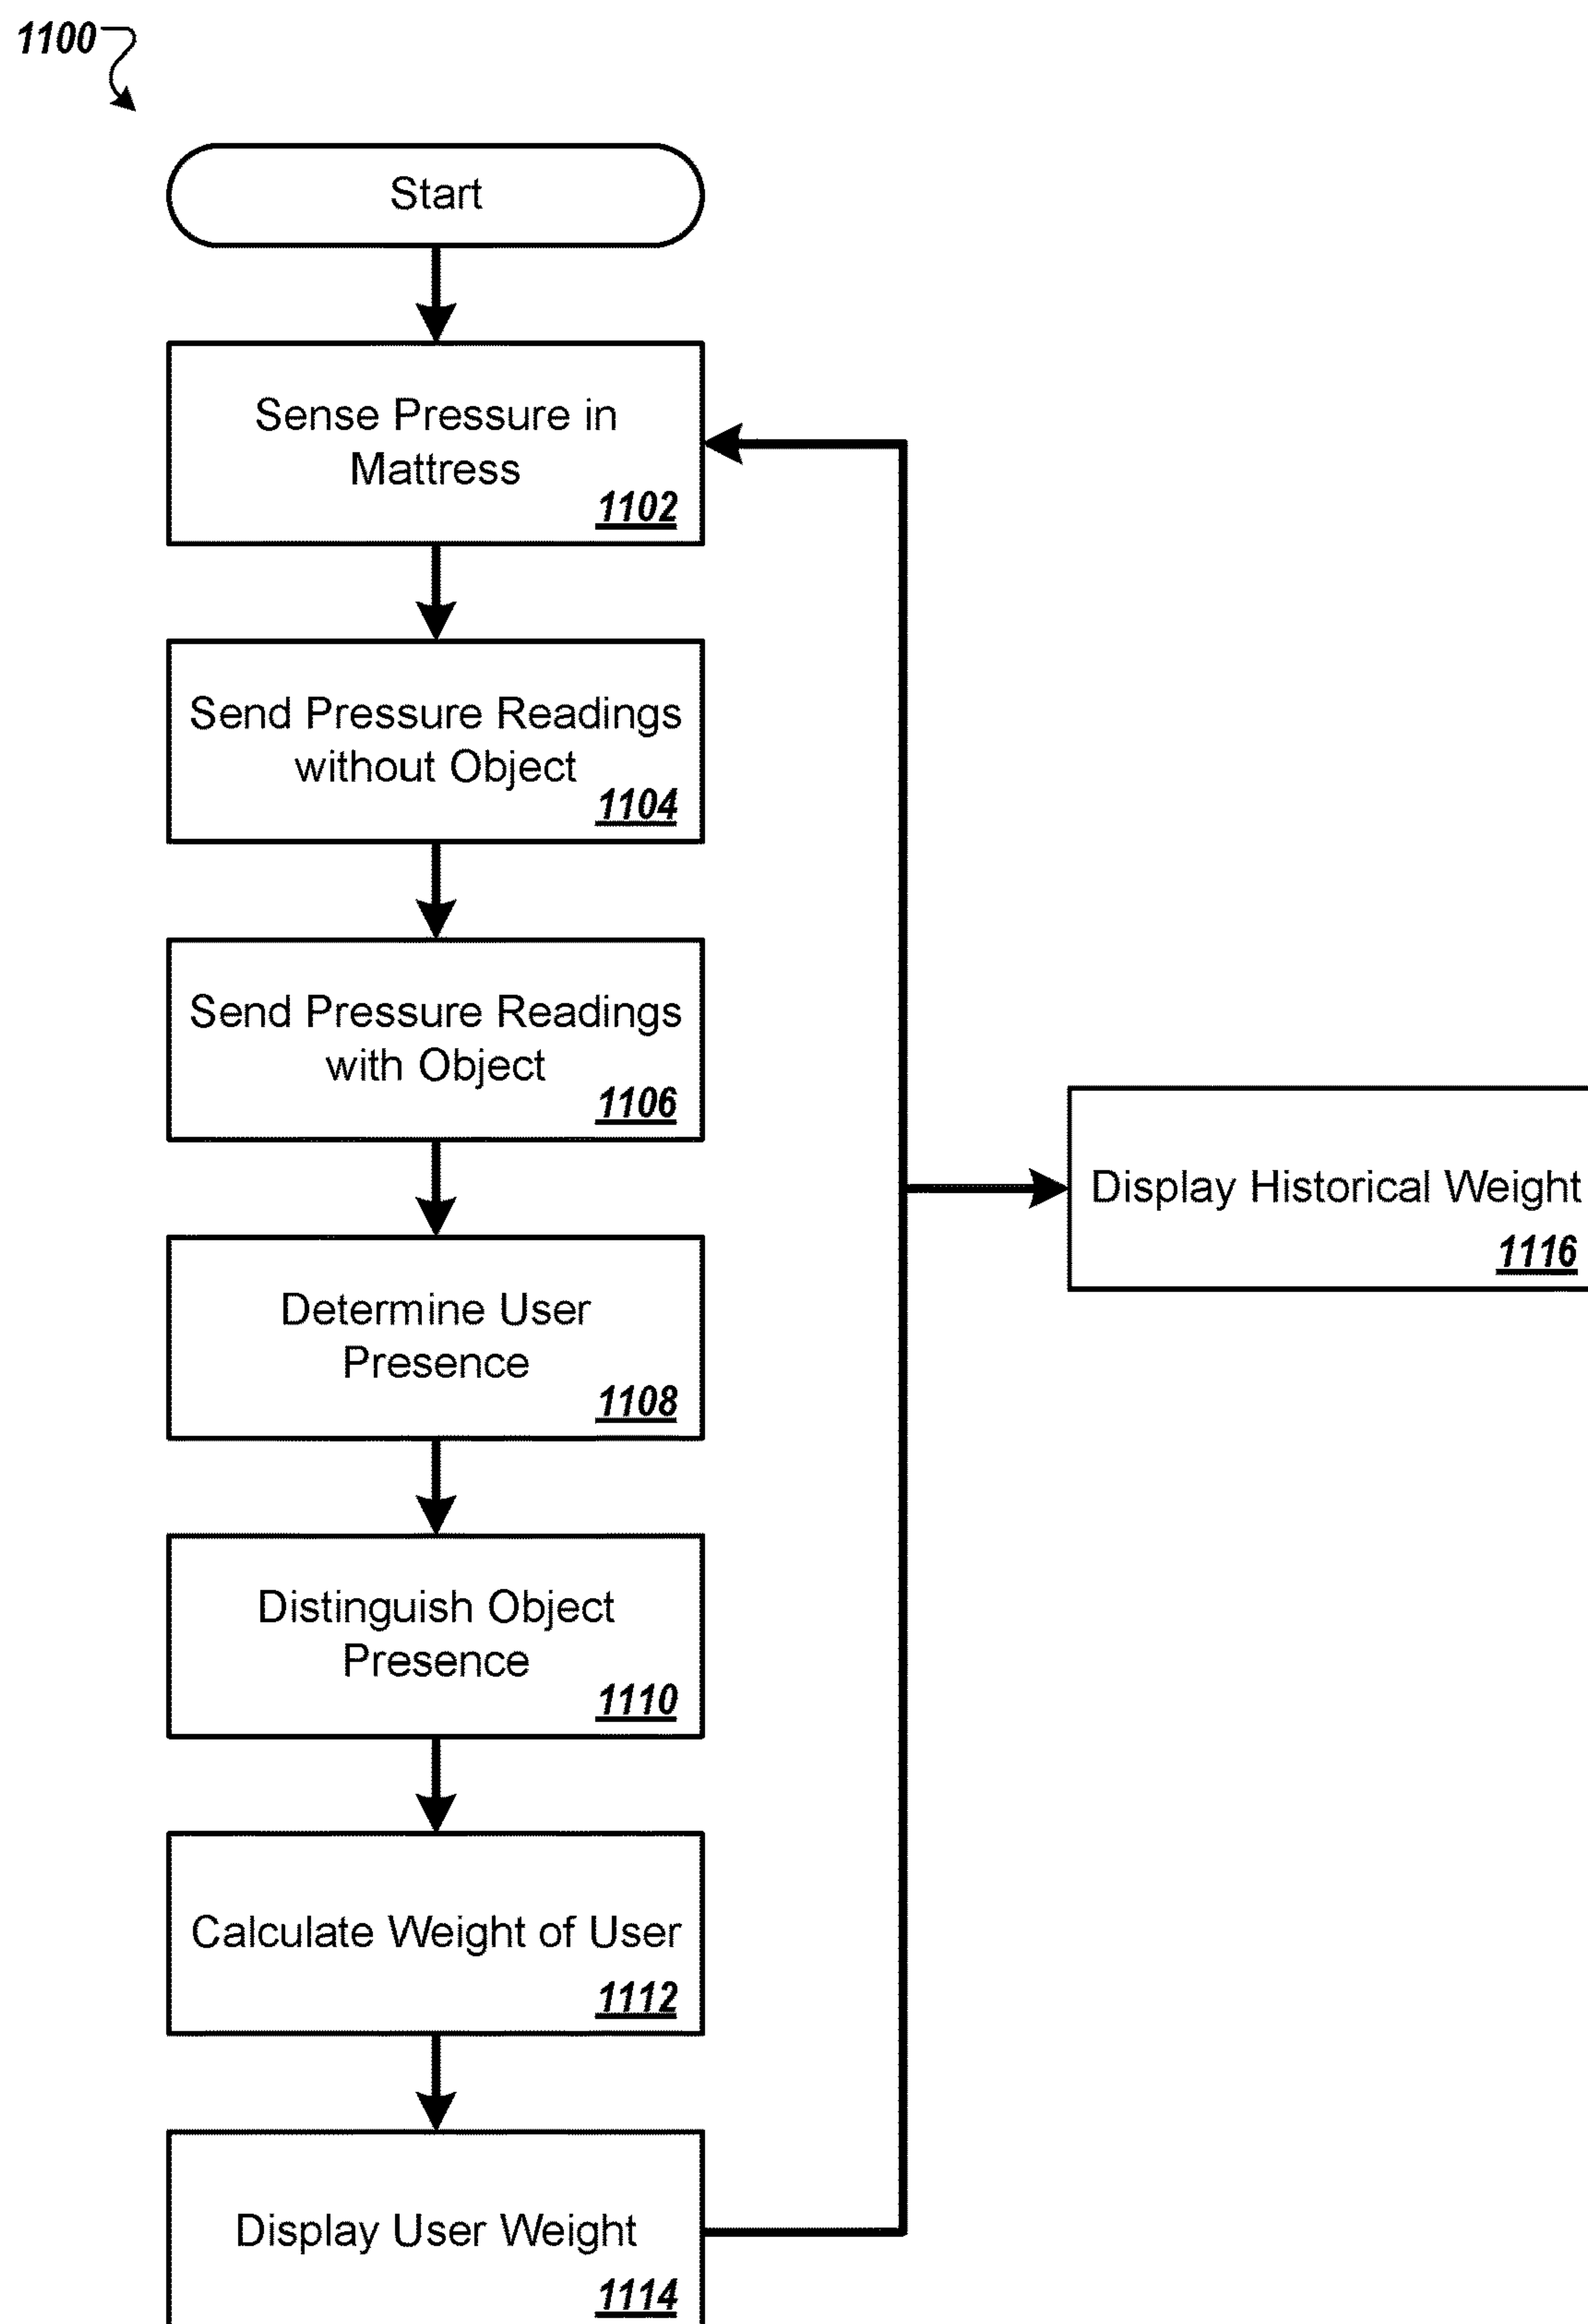 1100
Start
Sense Pressure in
Mattress
1102
Send Pressure Readings
without Object
1104
Send Pressure Readings
with Object
1106
Determine User
Presence
1108
Distinguish Object
Presence
1110
Calculate Weight of User
1112
Display User Weight
1114
Display Historical Weight
1116